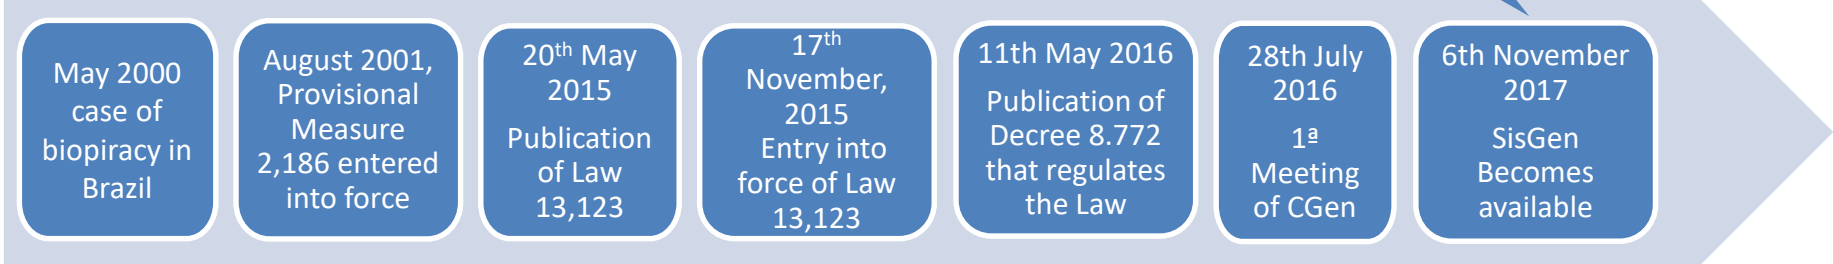 May 2000
case of
biopiracy in
Brazil
August 2001,
Provisional
Measure
2,186 entered
into force
20th May
2015
Publication
of Law
13,123
17th
November,
2015
Entry into
force of Law
13,123
11th May 2016
Publication of
Decree 8.772
that regulates
the Law
28th July
2016
1ª
Meeting
of CGen
6th November
2017
SisGen
Becomes
available